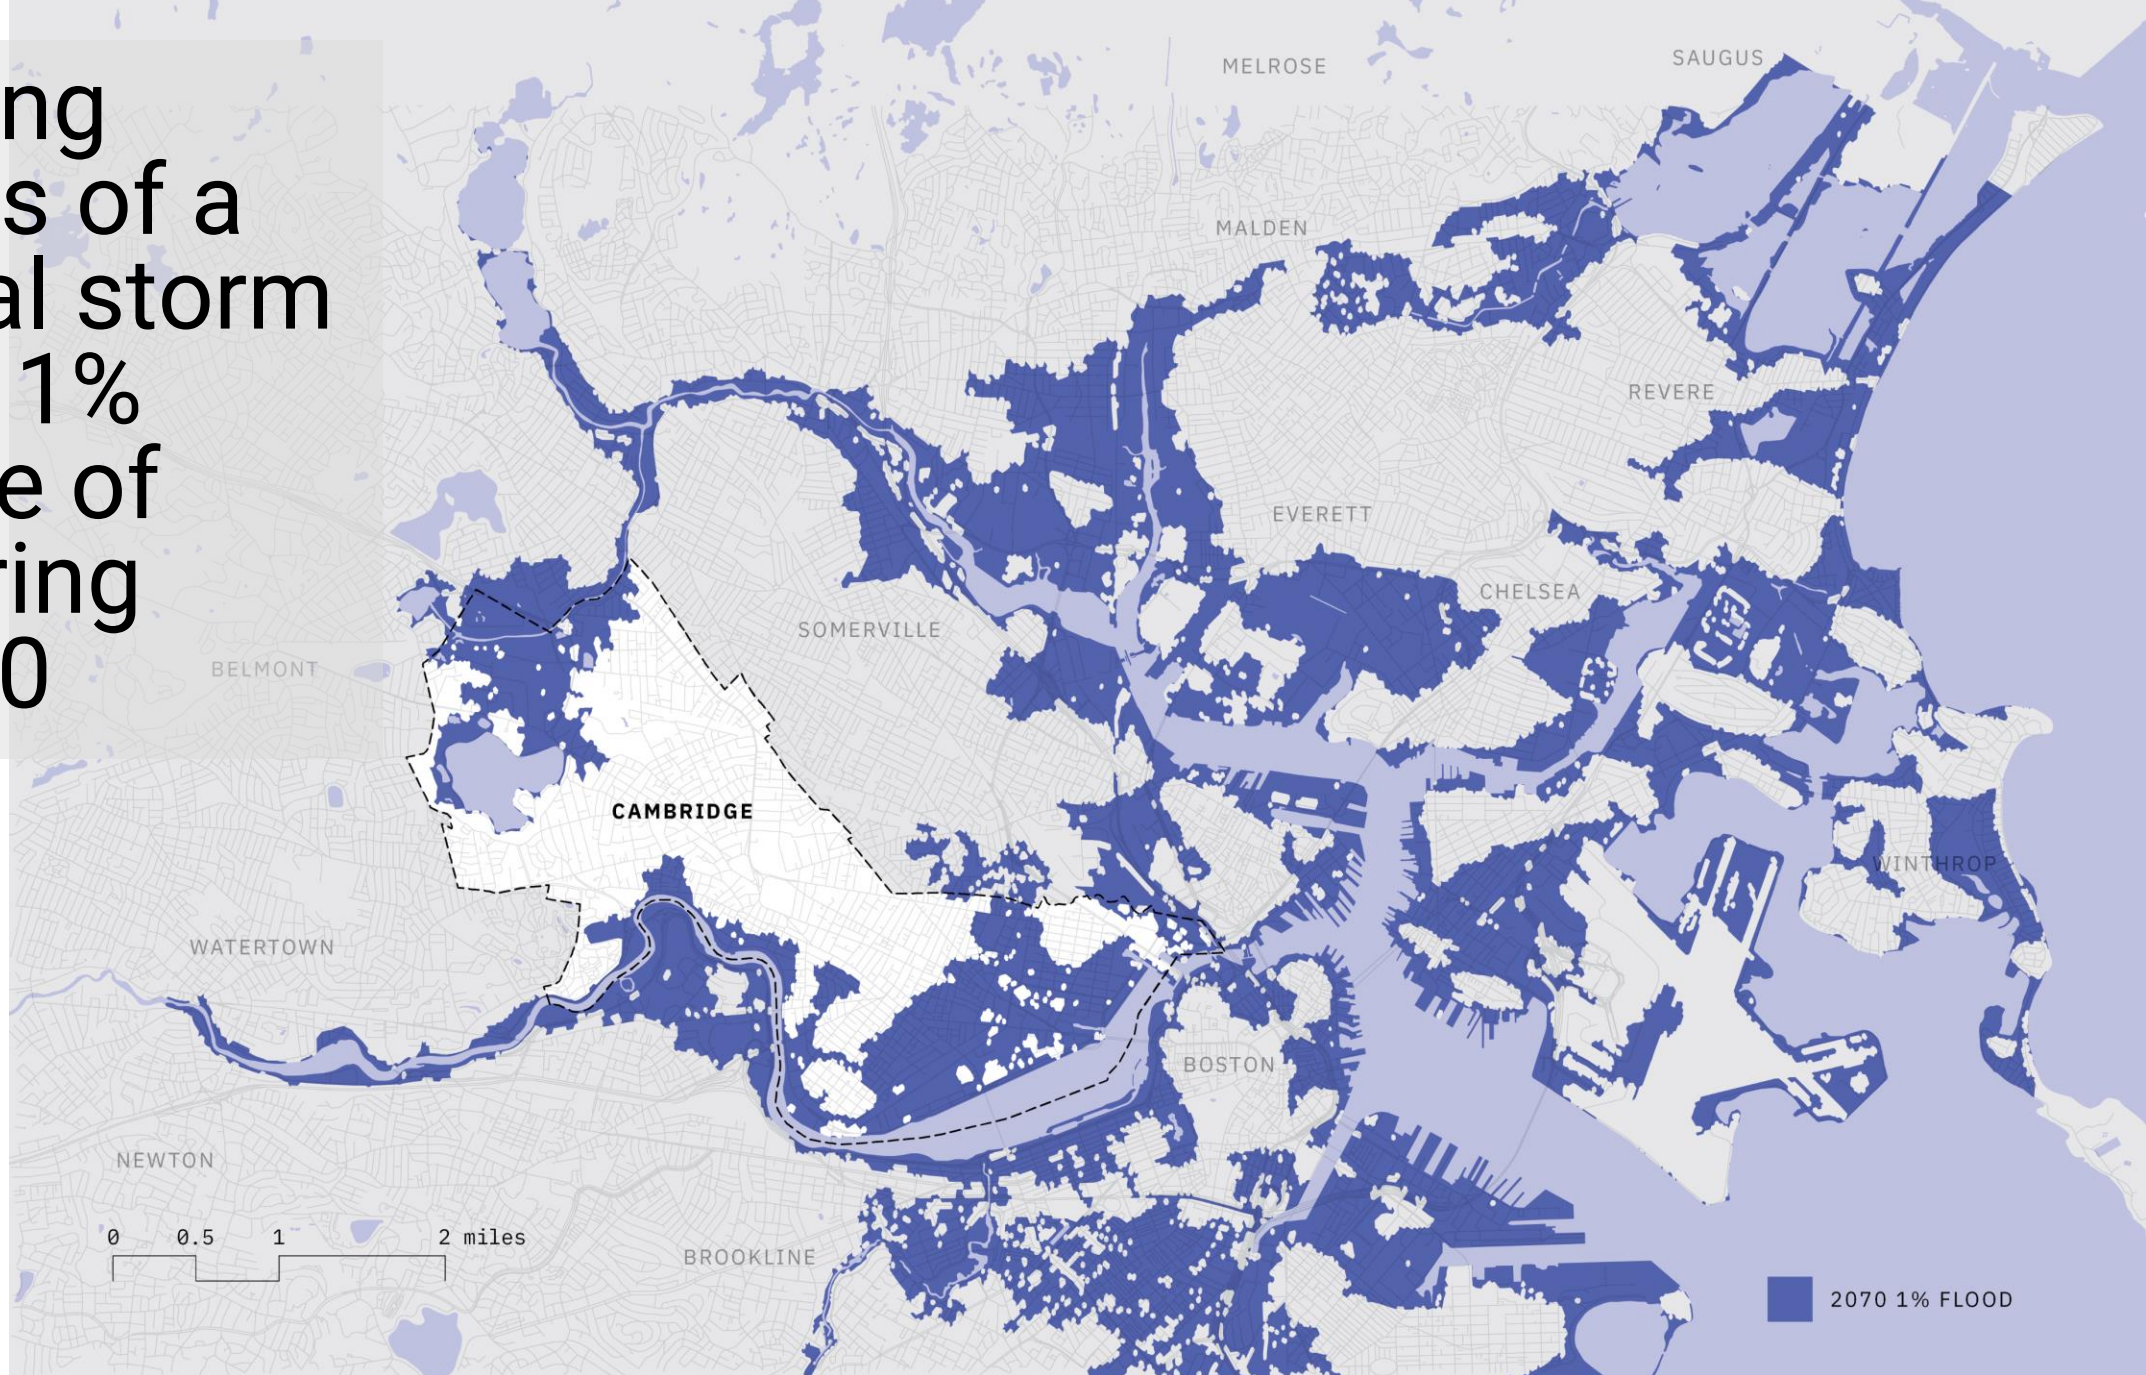 ng
s of a
al storm
1%
e of
ring
0
MELROSE
SAUGUS
MALDEN
REVERE
EVERETT
CHELSEA
SOMERVILLE
BELMONT
CAMBRIDGE
WINTHROP
WATERTOWN
BOSTON
NEWTON
BROOKLINE
0 0.5 1 2 miles
2070 1% FLOOD